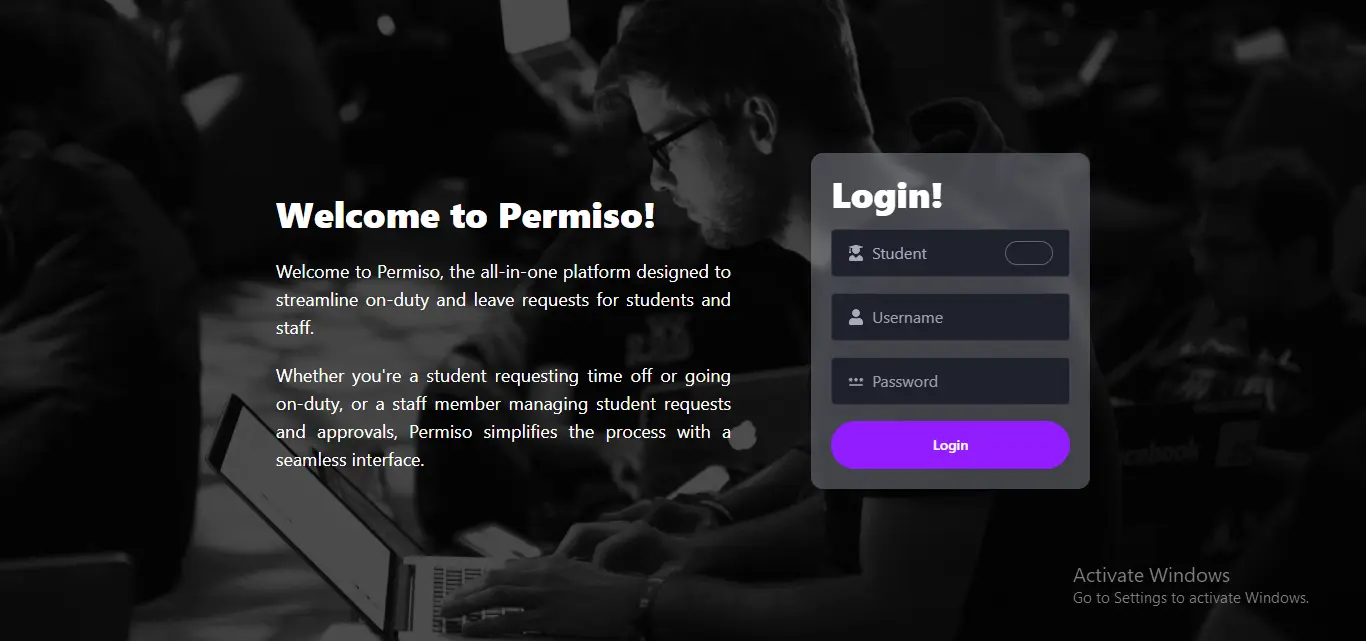 Welcome to Permiso!
Welcome to Permiso, the all-in-one platform designed to
streamline on-duty and leave requests for students and
staff.
Whether you're a student requesting time off or going
on-duty, or a staff member managing student requests
and approvals, Permiso simplifies the process with a
seamless interface.
Login!
Student
Username
Password
Login
facebook
Activate Windows
Go to Settings to activate Windows.